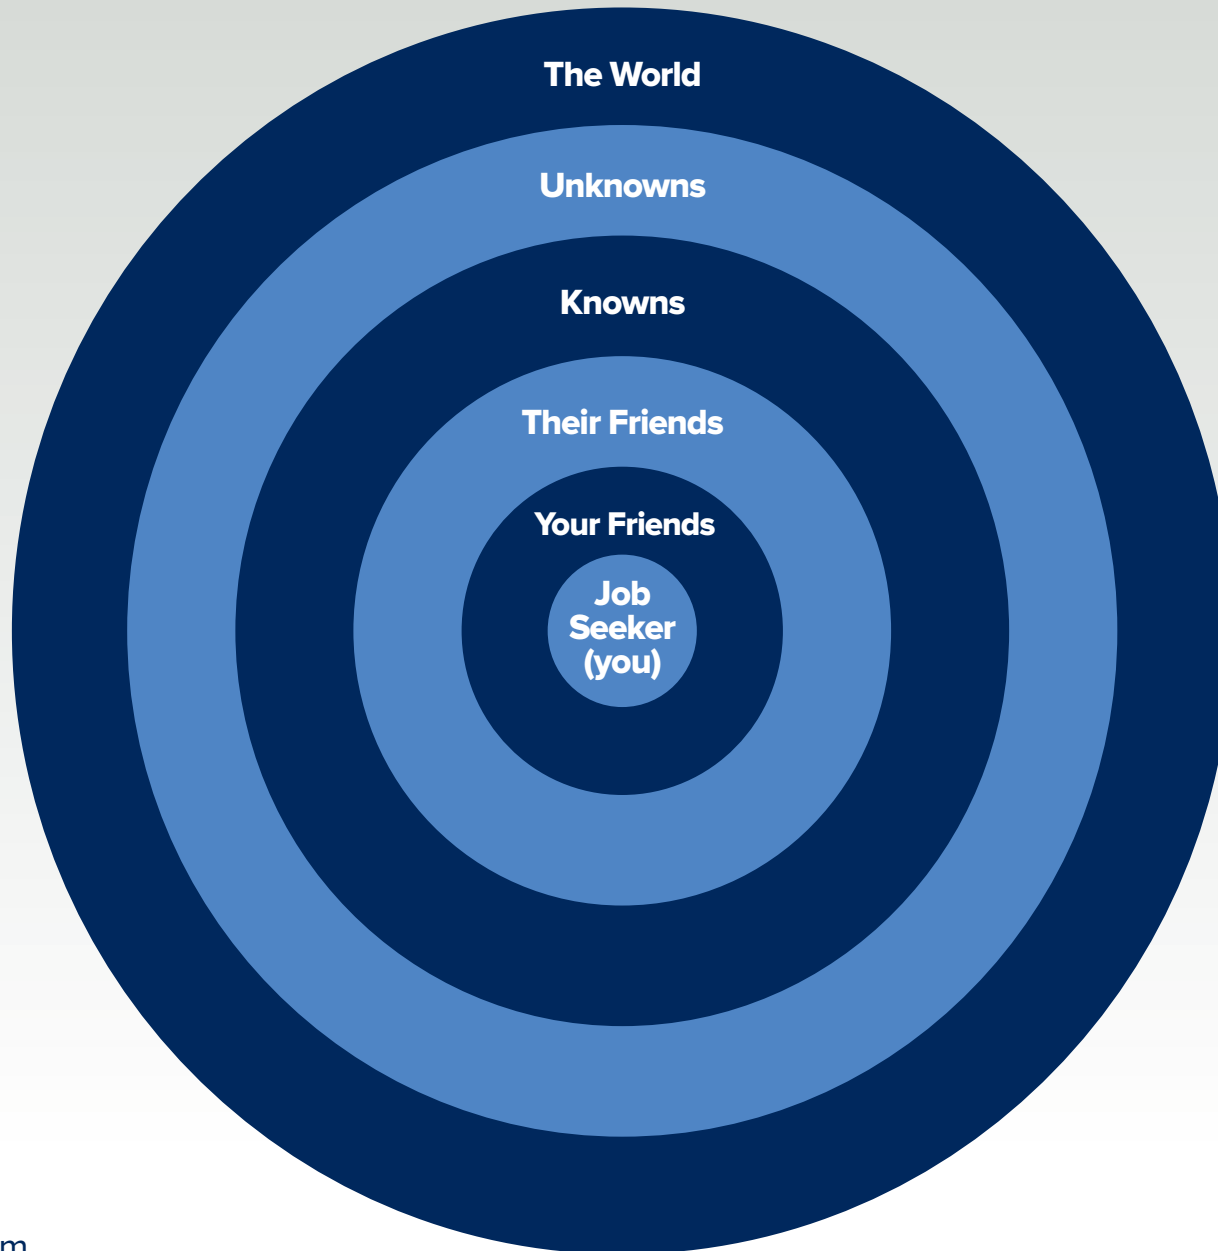 The World
Unknowns
Knowns
Their Friends
Your Friends
Job
Seeker
(you)
m